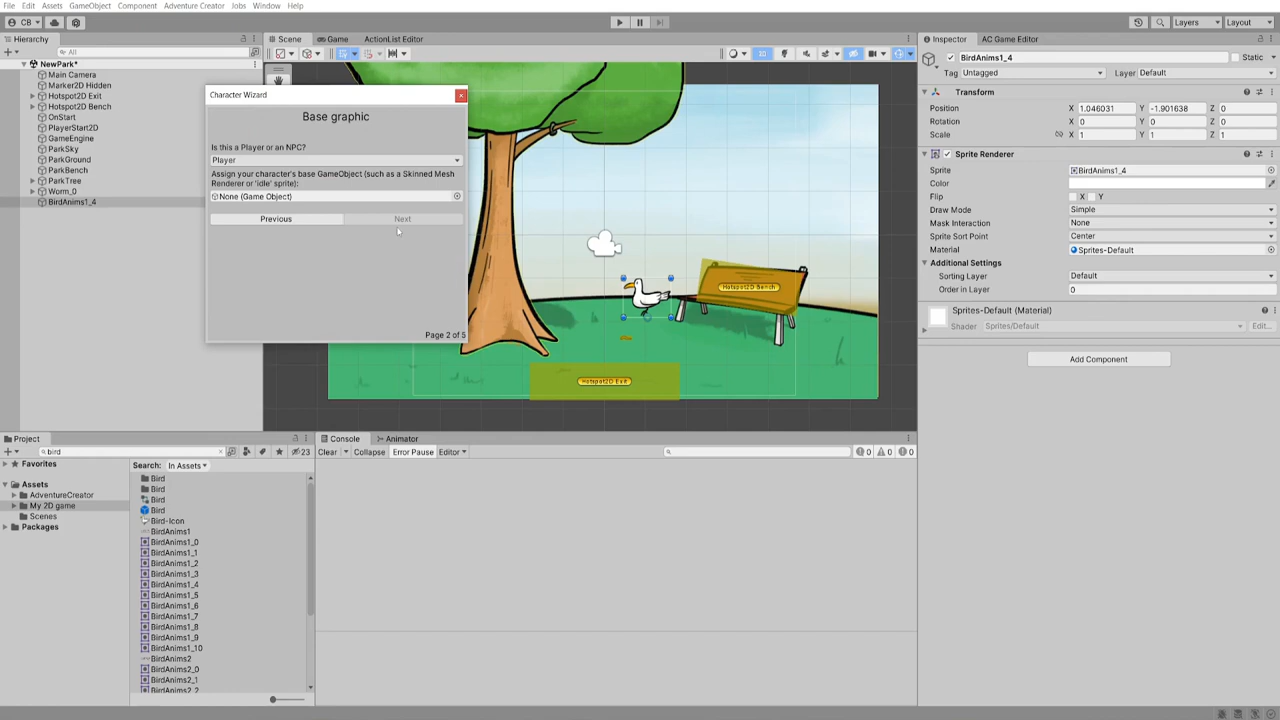 File Edit Assets GameObject Component Adventure Creator Jobs Window Help
CB
Layers
Layout
Hierarchy
All
NewPark*
Main Camera
Marker2D Hidden
Hotspot2D Exit
Hotspot2D Bench
OnStart
PlayerStart2D
GameEngine
ParkSky
ParkGround
ParkBench
ParkTree
Worm_0
BirdAnims1_4
Scene
Game
ActionList Editor
2D
Character Wizard
Base graphic
Is this a Player or an NPC?
Player
Assign your character's base GameObject (such as a Skinned Mesh
Renderer or 'idle' sprite):
None (Game Object)
Previous
Next
Page 2 of 5
Hotspot2D Bench
Hotspot2D Exit
Inspector
AC Game Editor
BirdAnims1_4
Static
Tag Untagged
Layer Default
Transform
Position X 1.046031 Y -1.901638 Z 0
Rotation X 0 Y 0 Z 0
Scale X 1 Y 1 Z 1
Sprite Renderer
Sprite BirdAnims1_4
Color
Flip X Y
Draw Mode Simple
Mask Interaction None
Sprite Sort Point Center
Material Sprites-Default
Additional Settings
Sorting Layer Default
Order in Layer 0
Sprites-Default (Material)
Shader Sprites/Default Edit...
Add Component
Project
bird
23
Favorites
Assets
AdventureCreator
My 2D game
Scenes
Packages
Search: In Assets
Bird
Bird
Bird
Bird
Bird-Icon
BirdAnims1
BirdAnims1_0
BirdAnims1_1
BirdAnims1_2
BirdAnims1_3
BirdAnims1_4
BirdAnims1_5
BirdAnims1_6
BirdAnims1_7
BirdAnims1_8
BirdAnims1_9
BirdAnims1_10
BirdAnims2
BirdAnims2_0
BirdAnims2_1
BirdAnims2_2
Console
Animator
Clear Collapse Error Pause Editor
0 0 0